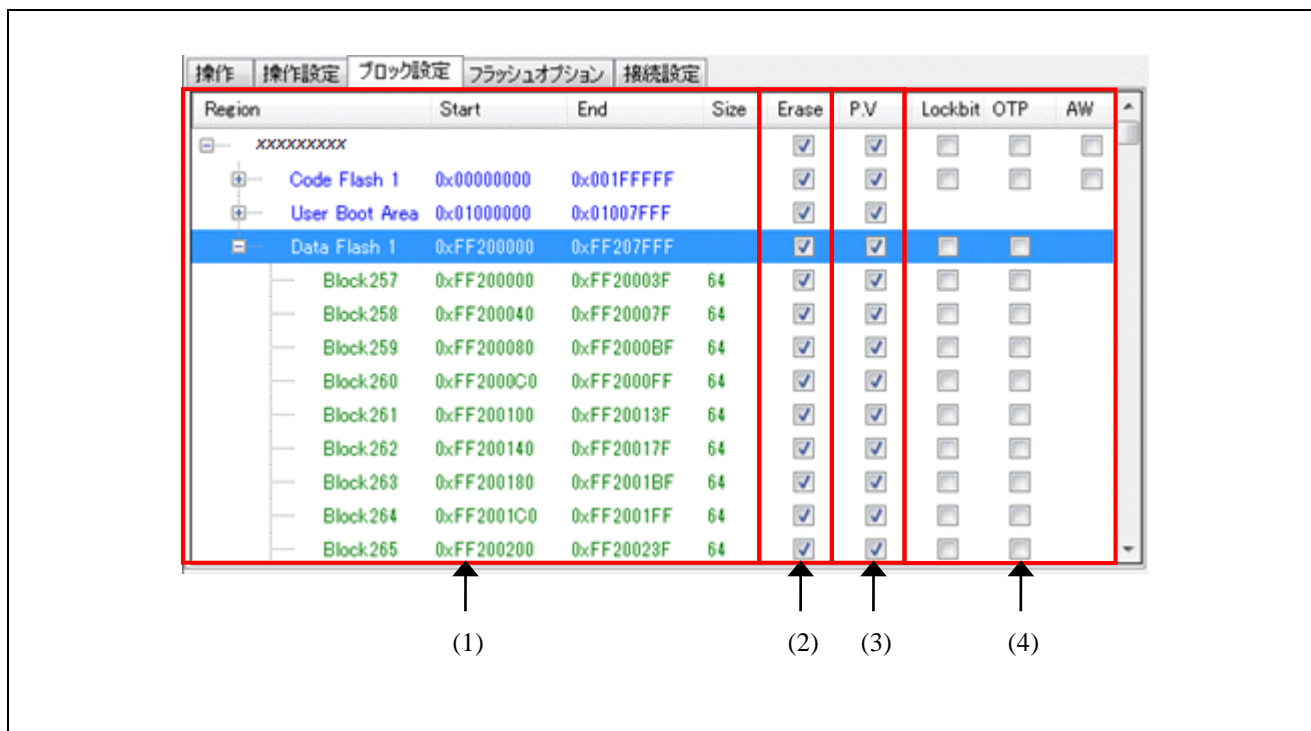 操作 操作設定 ブロック設定 フラッシュオプション 接続設定
Region Start End Size Erase P.V Lockbit OTP AW
xxxxxxxxx
Code Flash 1 0x00000000 0x001FFFFF
User Boot Area 0x01000000 0x01007FFF
Data Flash 1 0xFF200000 0xFF207FFF
Block257 0xFF200000 0xFF20003F 64
Block258 0xFF200040 0xFF20007F 64
Block259 0xFF200080 0xFF2000BF 64
Block260 0xFF2000C0 0xFF2000FF 64
Block261 0xFF200100 0xFF20013F 64
Block262 0xFF200140 0xFF20017F 64
Block263 0xFF200180 0xFF2001BF 64
Block264 0xFF2001C0 0xFF2001FF 64
Block265 0xFF200200 0xFF20023F 64
(1) (2) (3) (4)